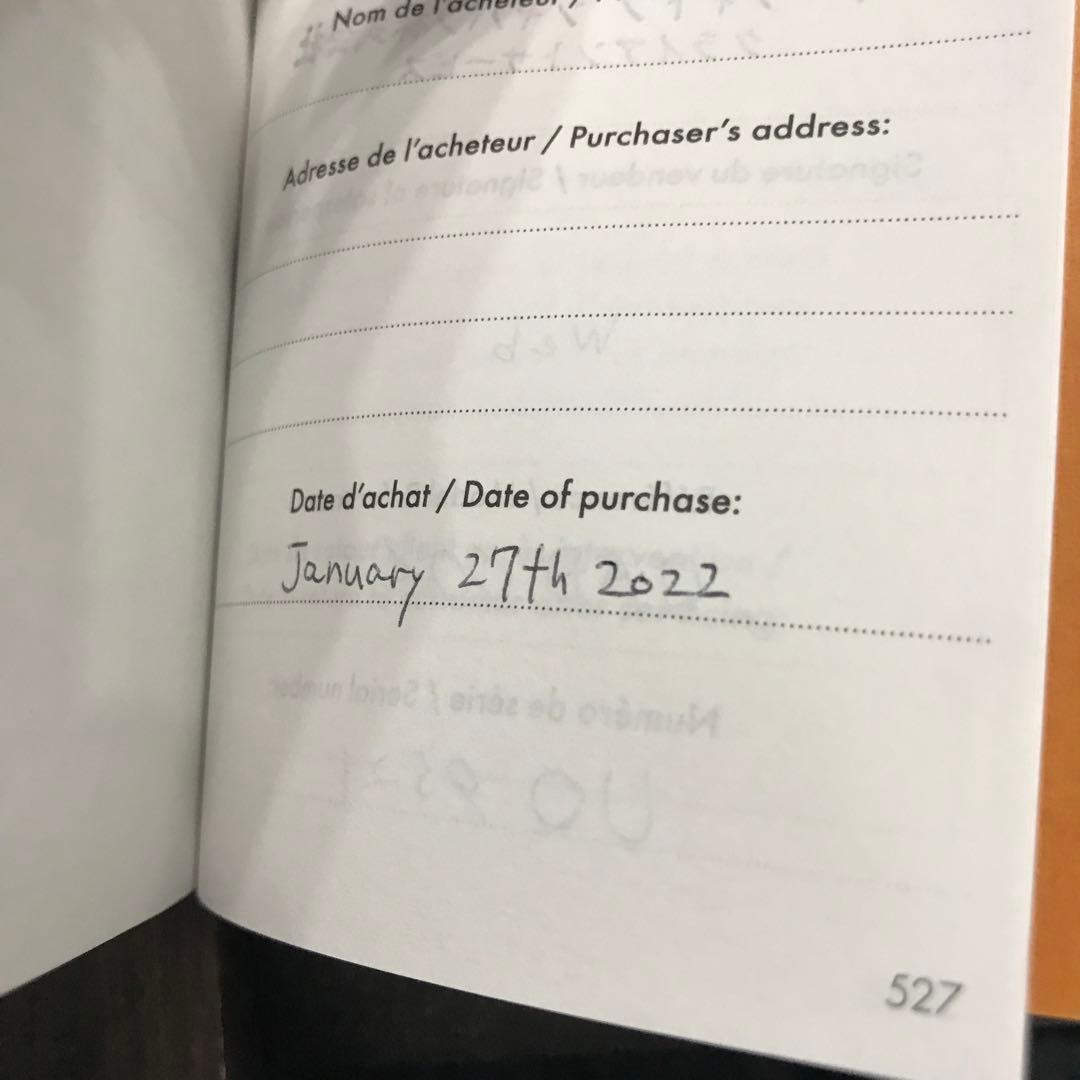 Nom de l'acheteur /
Adresse de l'acheteur / Purchaser's address:
Date d'achat / Date of purchase:
January 27th 2022
527